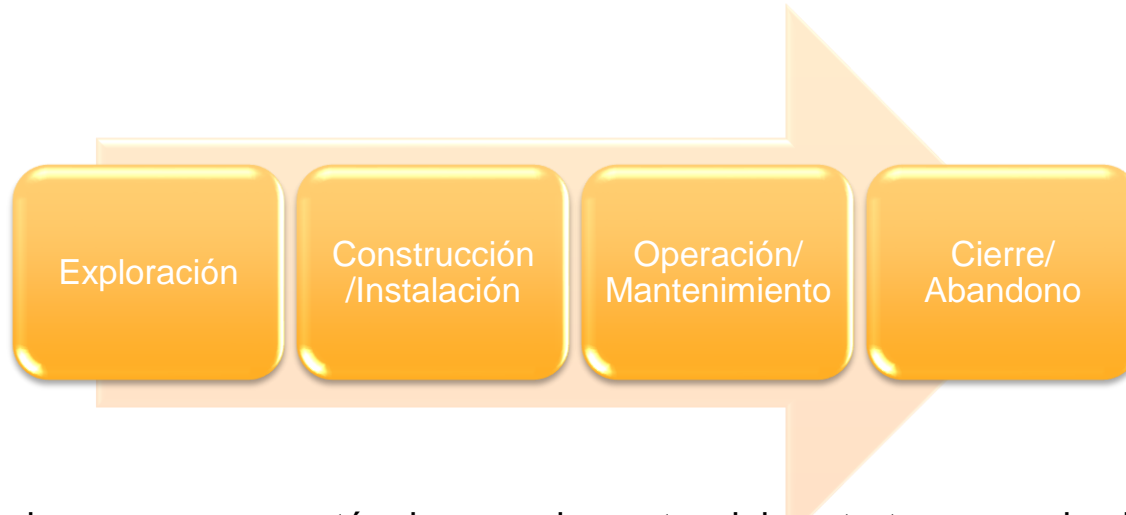 Exploración
Construcción
/Instalación
Operación/
Mantenimiento
Cierre/
Abandono